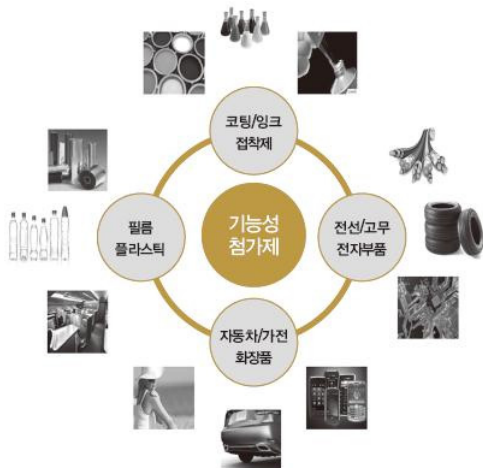 코팅/잉크
접착제
필름
플라스틱
기능성
첨가제
전선/고무
전자부품
자동차/가전
화장품